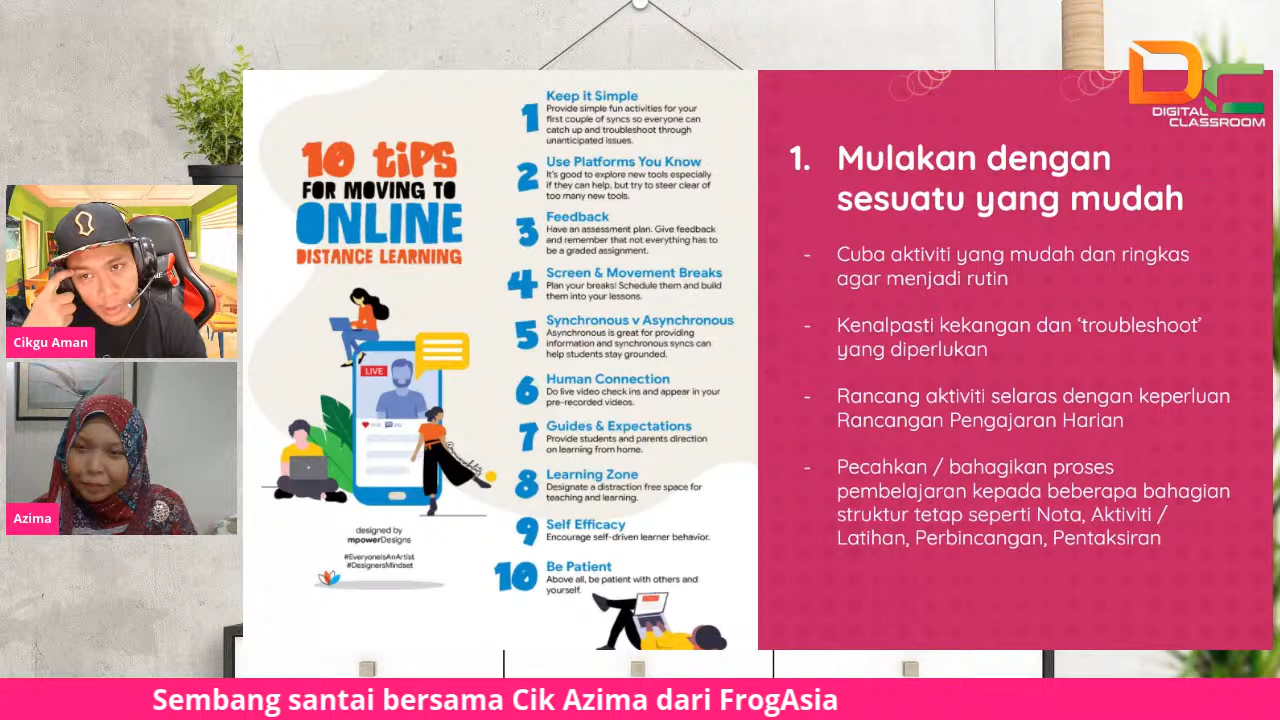 10 tips
FOR MOVING TO
ONLINE
DISTANCE LEARNING
LIVE
designed by
mpowerDesigns
#EveryoneIsAnArtist
#DesignersMindset
1
Keep it Simple
Provide simple fun activities for your
first couple of syncs so everyone can
catch up and troubleshoot through
unanticipated issues.
2
Use Platforms You Know
It's good to explore new tools especially
if they can help, but try to steer clear of
too many new tools.
3
Feedback
Have an assessment plan. Give feedback
and remember that not everything has to
be a graded assignment.
4
Screen & Movement Breaks
Plan your breaks! Schedule them and build
them into your lessons.
5
Synchronous v Asynchronous
Asynchronous is great for providing
information and synchronous syncs can
help students stay grounded.
6
Human Connection
Do live video check ins and appear in your
pre-recorded videos.
7
Guides & Expectations
Provide students and parents direction
on learning from home.
8
Learning Zone
Designate a distraction free space for
teaching and learning.
9
Self Efficacy
Encourage self-driven learner behavior.
10
Be Patient
Above all, be patient with others and
yourself.
DC
DIGITAL
CLASSROOM
1. Mulakan dengan
sesuatu yang mudah
- Cuba aktiviti yang mudah dan ringkas
agar menjadi rutin
- Kenalpasti kekangan dan 'troubleshoot'
yang diperlukan
- Rancang aktiviti selaras dengan keperluan
Rancangan Pengajaran Harian
- Pecahkan / bahagikan proses
pembelajaran kepada beberapa bahagian
struktur tetap seperti Nota, Aktiviti /
Latihan, Perbincangan, Pentaksiran
Cikgu Aman
Azima
Sembang santai bersama Cik Azima dari FrogAsia